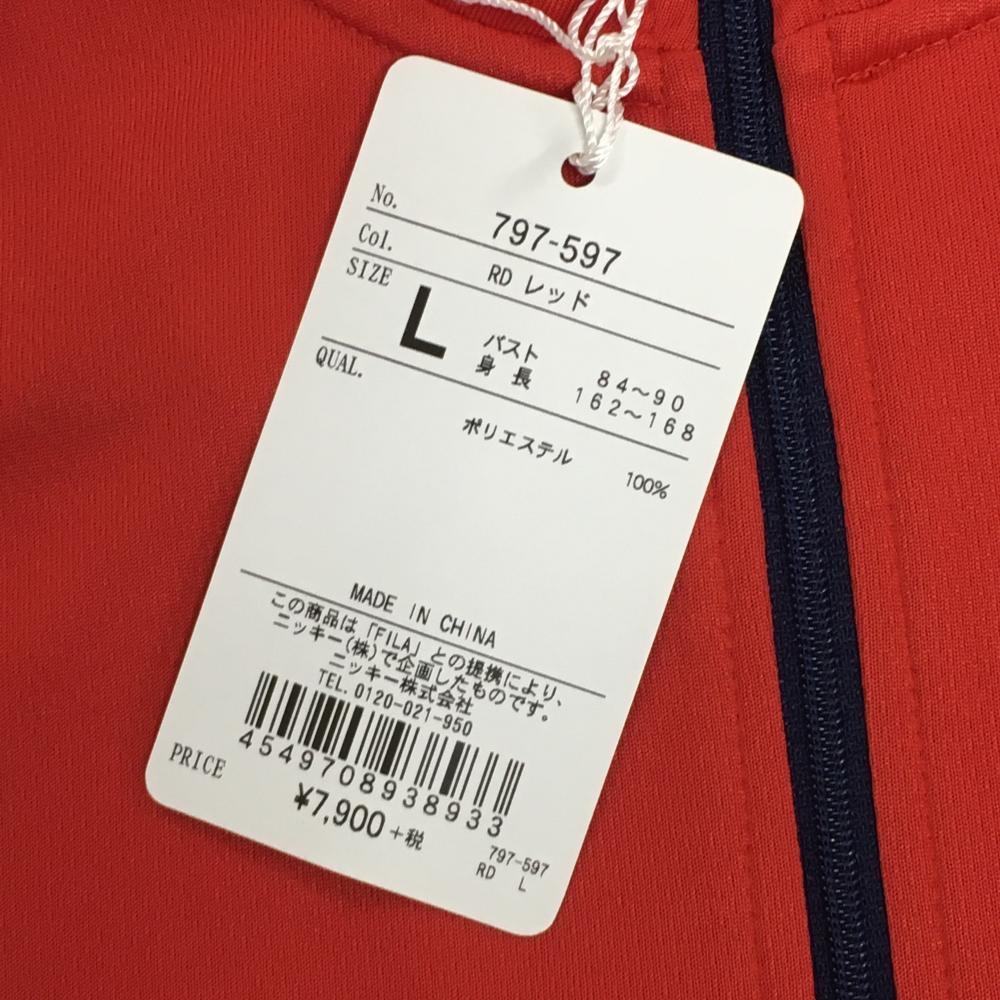 No. 797-597
Col. RD レッド
SIZE L バスト 84～90
身長 162～168
QUAL.
ポリエステル 100%
MADE IN CHINA
この商品は「FILA」との提携により、
ニッキー(株)で企画したものです。
ニッキー株式会社
TEL. 0120-021-950
4549708938933
PRICE ¥7,900+税
797-597
RD L